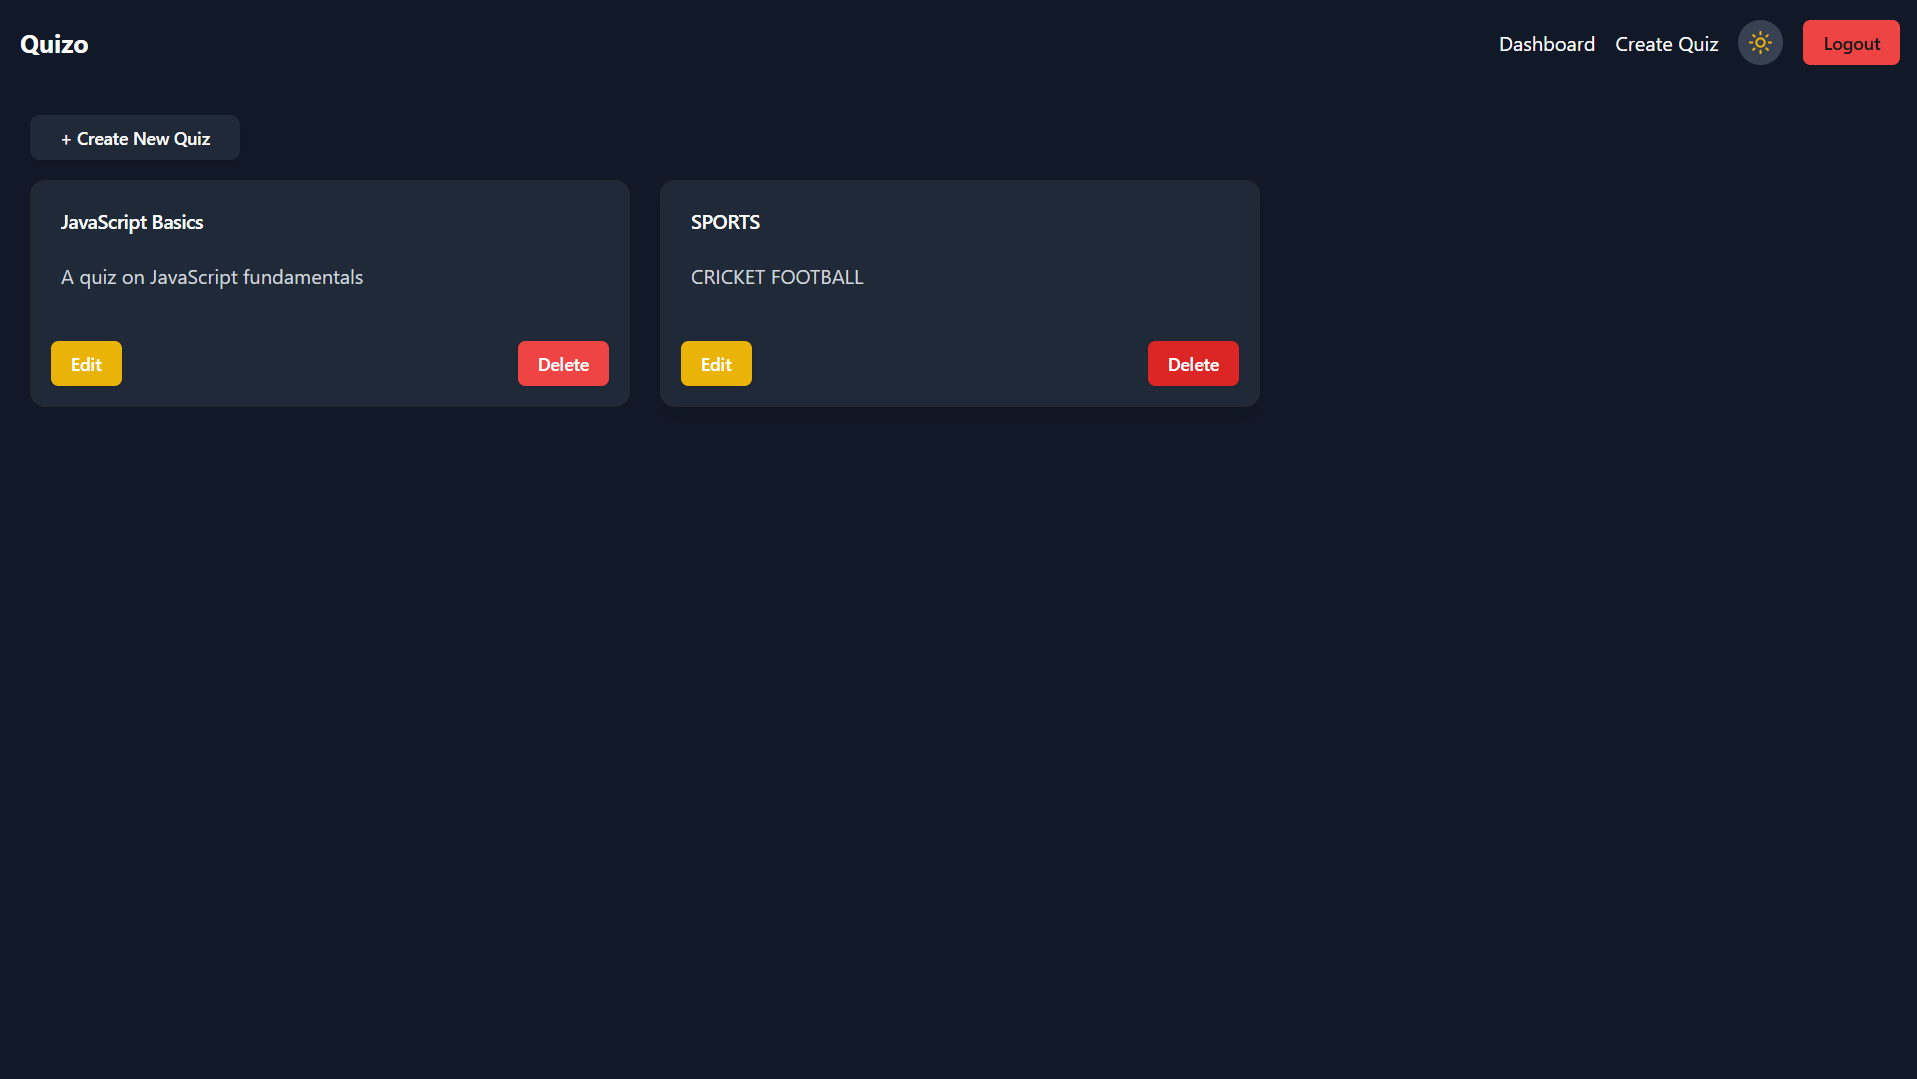 Quizo
Dashboard Create Quiz Logout
+ Create New Quiz
JavaScript Basics
A quiz on JavaScript fundamentals
Edit Delete
SPORTS
CRICKET FOOTBALL
Edit Delete